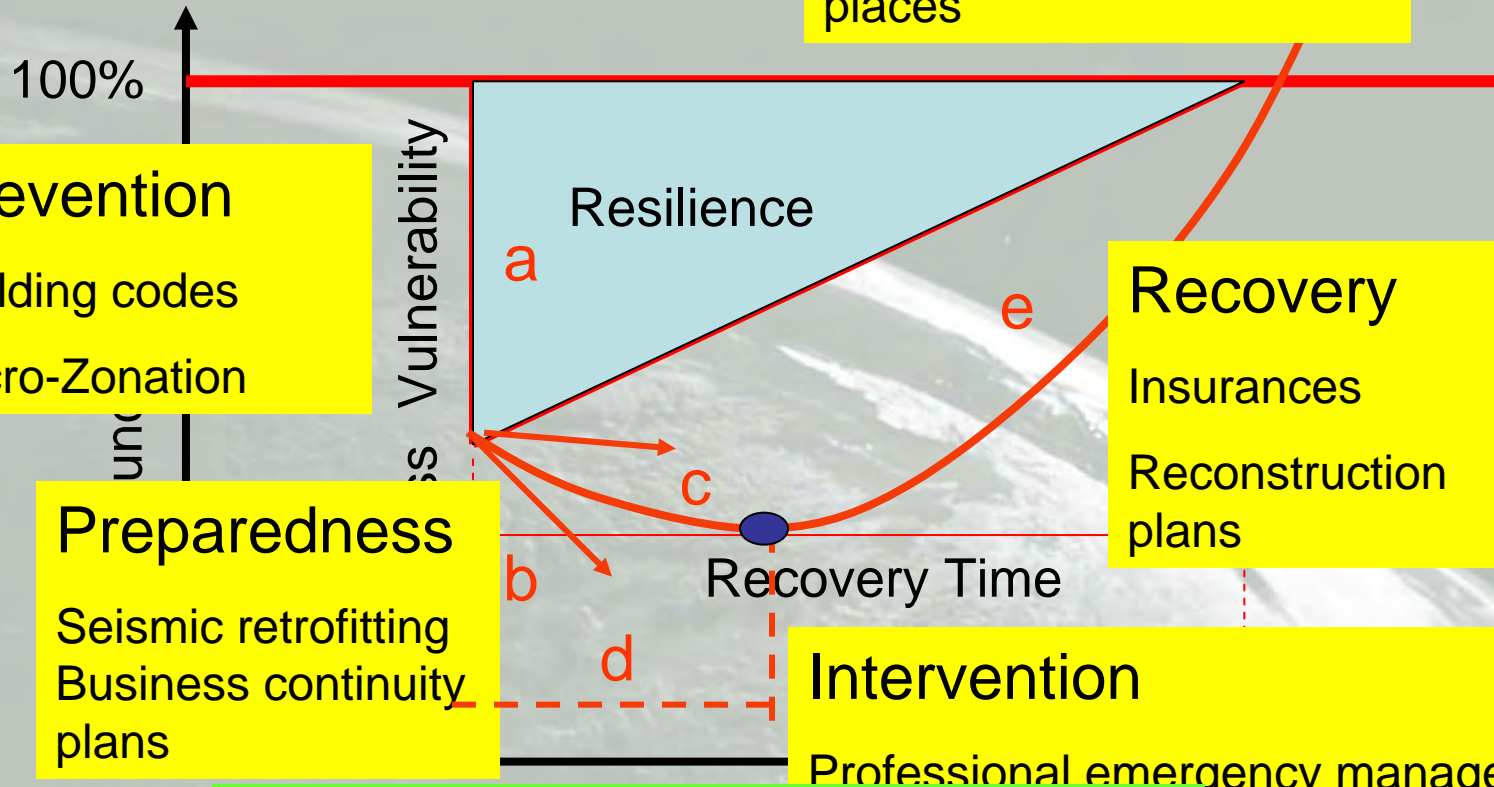 places
100%
evention
lding codes
cro-Zonation
Vulnerability
Resilience
a
e
Recovery
Insurances
Reconstruction
plans
c
b
d
Recovery Time
Preparedness
Seismic retrofitting
Business continuity
plans
Intervention
Professional emergency manage